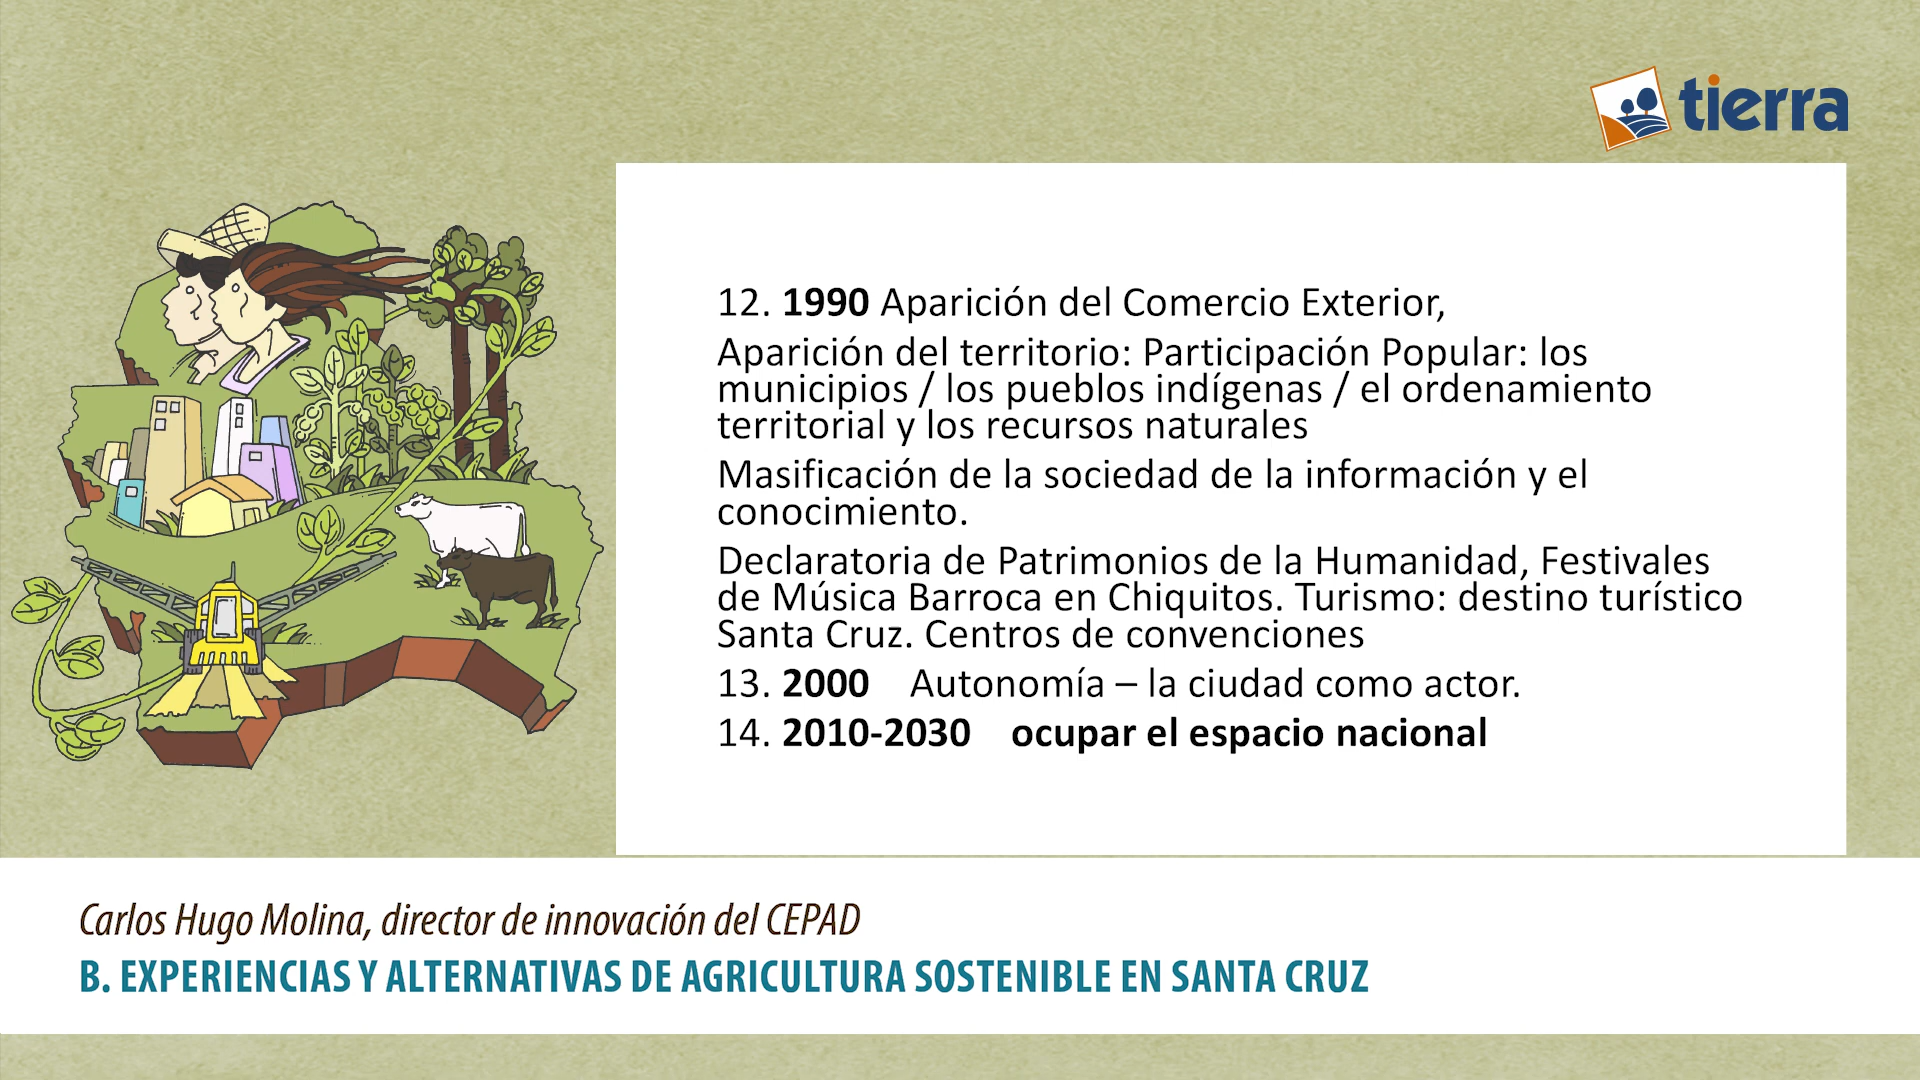 tierra
12. 1990 Aparición del Comercio Exterior,
Aparición del territorio: Participación Popular: los
municipios / los pueblos indígenas / el ordenamiento
territorial y los recursos naturales
Masificación de la sociedad de la información y el
conocimiento.
Declaratoria de Patrimonios de la Humanidad, Festivales
de Música Barroca en Chiquitos. Turismo: destino turístico
Santa Cruz. Centros de convenciones
13. 2000 Autonomía – la ciudad como actor.
14. 2010-2030 ocupar el espacio nacional
Carlos Hugo Molina, director de innovación del CEPAD
B. EXPERIENCIAS Y ALTERNATIVAS DE AGRICULTURA SOSTENIBLE EN SANTA CRUZ